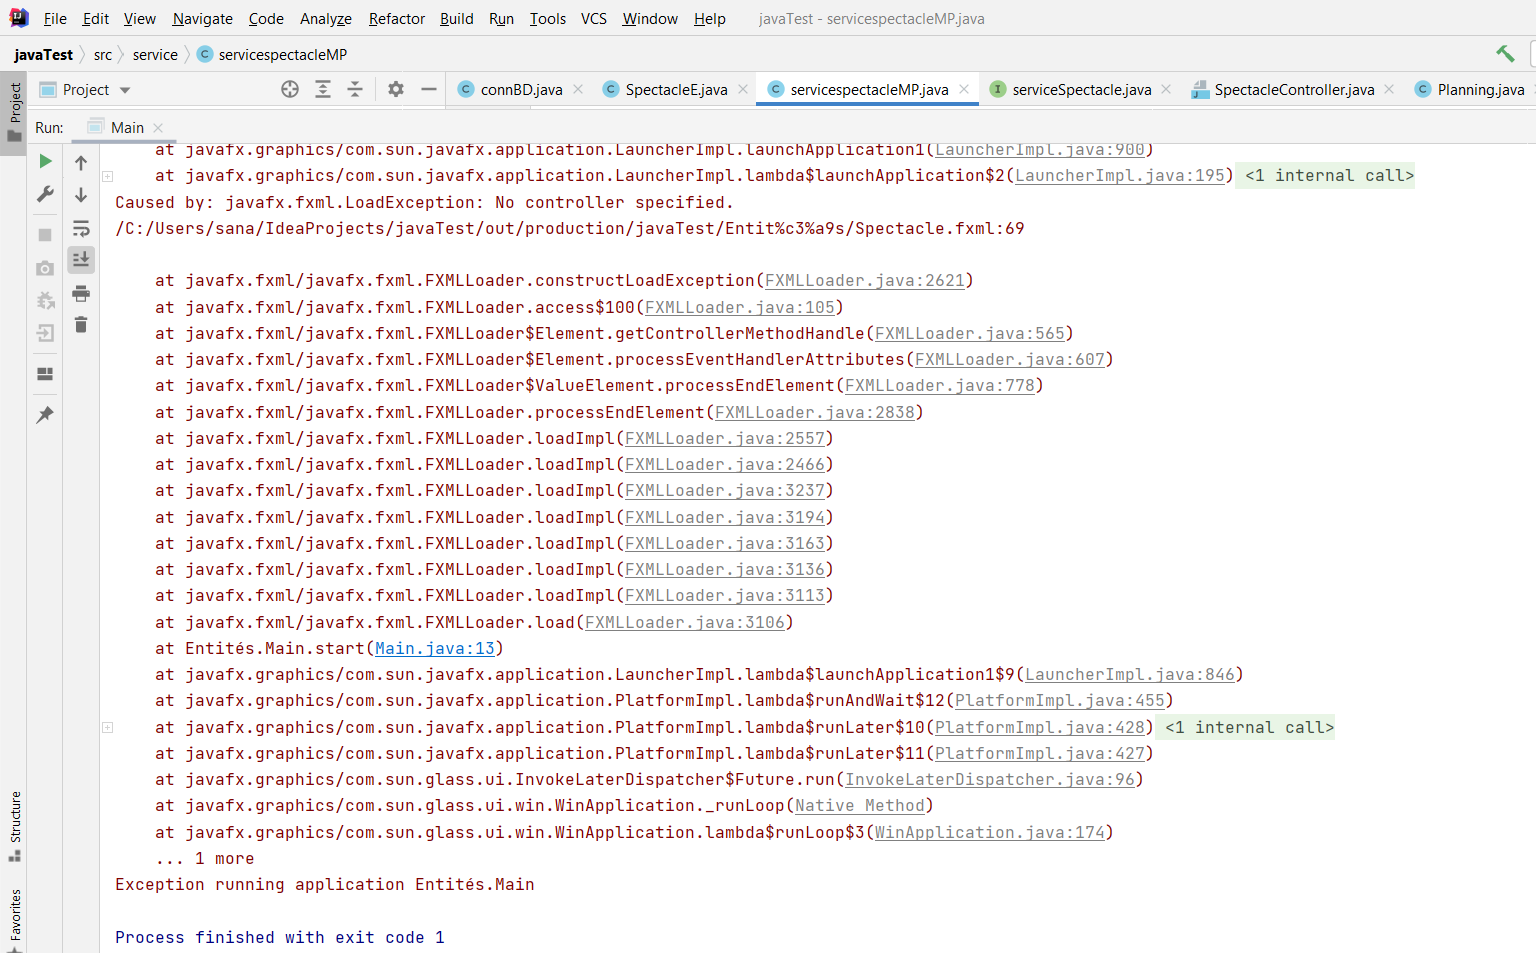 File Edit View Navigate Code Analyze Refactor Build Run Tools VCS Window Help javaTest - servicespectacleMP.java
javaTest src service servicespectacleMP
Project
Project connBD.java SpectacleE.java servicespectacleMP.java serviceSpectacle.java SpectacleController.java Planning.java
Run: Main
at javafx.graphics/com.sun.javafx.application.LauncherImpl.launchApplication1(LauncherImpl.java:900)
at javafx.graphics/com.sun.javafx.application.LauncherImpl.lambda$launchApplication$2(LauncherImpl.java:195) <1 internal call>
Caused by: javafx.fxml.LoadException: No controller specified.
/C:/Users/sana/IdeaProjects/javaTest/out/production/javaTest/Entit%c3%a9s/Spectacle.fxml:69
at javafx.fxml/javafx.fxml.FXMLLoader.constructLoadException(FXMLLoader.java:2621)
at javafx.fxml/javafx.fxml.FXMLLoader.access$100(FXMLLoader.java:105)
at javafx.fxml/javafx.fxml.FXMLLoader$Element.getControllerMethodHandle(FXMLLoader.java:565)
at javafx.fxml/javafx.fxml.FXMLLoader$Element.processEventHandlerAttributes(FXMLLoader.java:607)
at javafx.fxml/javafx.fxml.FXMLLoader$ValueElement.processEndElement(FXMLLoader.java:778)
at javafx.fxml/javafx.fxml.FXMLLoader.processEndElement(FXMLLoader.java:2838)
at javafx.fxml/javafx.fxml.FXMLLoader.loadImpl(FXMLLoader.java:2557)
at javafx.fxml/javafx.fxml.FXMLLoader.loadImpl(FXMLLoader.java:2466)
at javafx.fxml/javafx.fxml.FXMLLoader.loadImpl(FXMLLoader.java:3237)
at javafx.fxml/javafx.fxml.FXMLLoader.loadImpl(FXMLLoader.java:3194)
at javafx.fxml/javafx.fxml.FXMLLoader.loadImpl(FXMLLoader.java:3163)
at javafx.fxml/javafx.fxml.FXMLLoader.loadImpl(FXMLLoader.java:3136)
at javafx.fxml/javafx.fxml.FXMLLoader.loadImpl(FXMLLoader.java:3113)
at javafx.fxml/javafx.fxml.FXMLLoader.load(FXMLLoader.java:3106)
at Entités.Main.start(Main.java:13)
at javafx.graphics/com.sun.javafx.application.LauncherImpl.lambda$launchApplication1$9(LauncherImpl.java:846)
at javafx.graphics/com.sun.javafx.application.PlatformImpl.lambda$runAndWait$12(PlatformImpl.java:455)
at javafx.graphics/com.sun.javafx.application.PlatformImpl.lambda$runLater$10(PlatformImpl.java:428) <1 internal call>
at javafx.graphics/com.sun.javafx.application.PlatformImpl.lambda$runLater$11(PlatformImpl.java:427)
at javafx.graphics/com.sun.glass.ui.InvokeLaterDispatcher$Future.run(InvokeLaterDispatcher.java:96)
at javafx.graphics/com.sun.glass.ui.win.WinApplication._runLoop(Native Method)
at javafx.graphics/com.sun.glass.ui.win.WinApplication.lambda$runLoop$3(WinApplication.java:174)
... 1 more
Exception running application Entités.Main
Process finished with exit code 1
Structure
Favorites